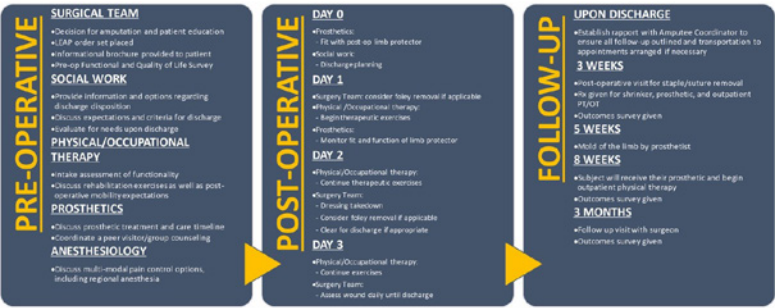 PRE-OPERATIVE
SURGICAL TEAM
•Decision for amputation and patient education
•LEAP order set placed
•Informational brochure provided to patient
•Pre-op Functional and Quality of Life Survey
SOCIAL WORK
•Provide information and options regarding
discharge disposition
•Discuss expectations and criteria for discharge
•Evaluate for needs upon discharge
PHYSICAL/OCCUPATIONAL
THERAPY
•Intake assessment of functionality
•Discuss rehabilitation exercises as well as post-
operative mobility expectations
PROSTHETICS
•Discuss prosthetic treatment and care timeline
•Coordinate a peer visitor/group counseling
ANESTHESIOLOGY
•Discuss multi-modal pain control options,
including regional anesthesia
POST-OPERATIVE
DAY 0
•Prosthetics:
- Fit with post-op limb protector
•Social work:
- Discharge planning
DAY 1
•Surgery Team: consider foley removal if applicable
•Physical/Occupational therapy:
- Begin therapeutic exercises
•Prosthetics:
- Monitor fit and function of limb protector
DAY 2
•Physical/Occupational therapy:
- Continue therapeutic exercises
•Surgery Team:
- Dressing takedown
- Consider foley removal if applicable
- Clear for discharge if appropriate
DAY 3
•Physical/Occupational therapy:
- Continue exercises
•Surgery Team:
- Assess wound daily until discharge
FOLLOW-UP
UPON DISCHARGE
•Establish rapport with Amputee Coordinator to
ensure all follow-up outlined and transportation to
appointments arranged if necessary
3 WEEKS
•Post-operative visit for staple/suture removal
•Rx given for shrinker, prosthetic, and outpatient
PT/OT
•Outcomes survey given
5 WEEKS
•Mold of the limb by prosthetist
8 WEEKS
•Subject will receive their prosthetic and begin
outpatient physical therapy
•Outcomes survey given
3 MONTHS
•Follow up visit with surgeon
•Outcomes survey given